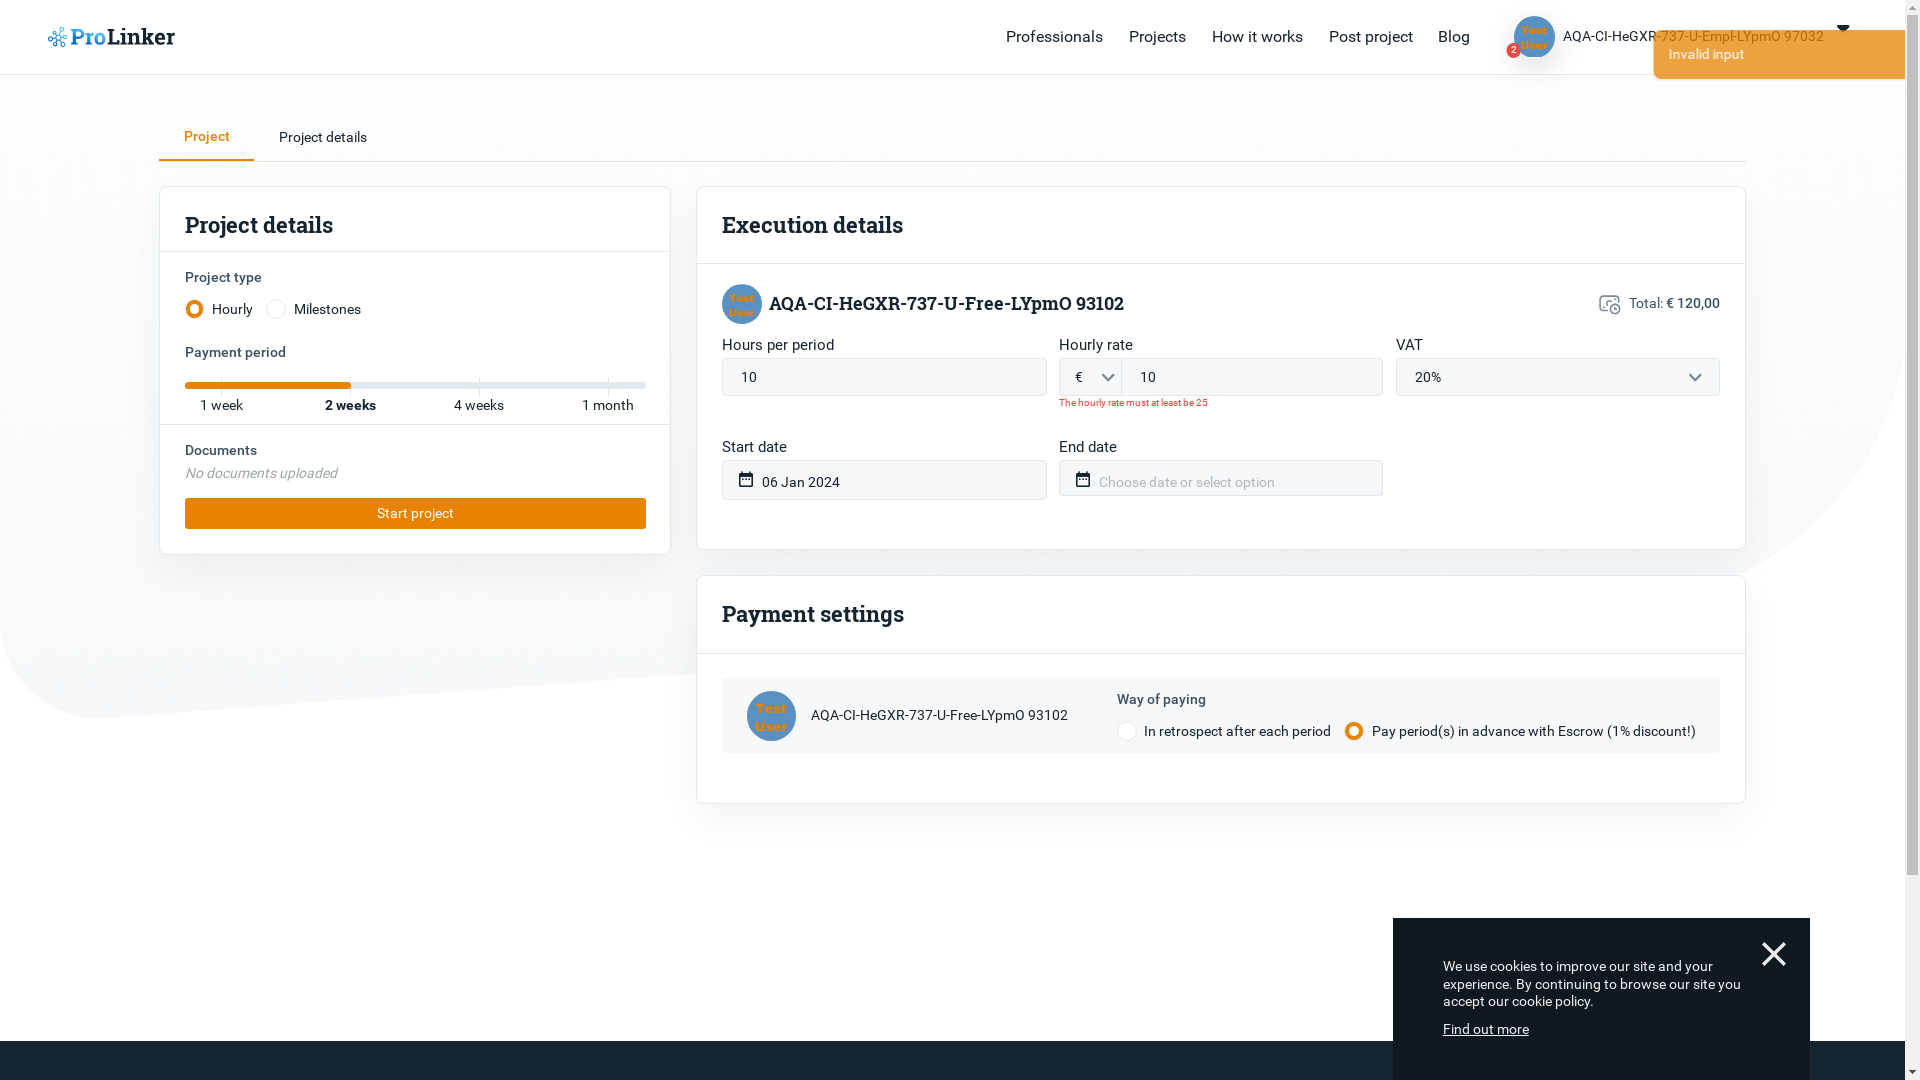 ProLinker
Professionals
Projects
How it works
Post project
Blog
Test
User
2
AQA-CI-HeGXR-737-U-Empl-LYpmO 97032
Invalid input
Project
Project details
Project details
Project type
Hourly
Milestones
Payment period
1 week
2 weeks
4 weeks
1 month
Documents
No documents uploaded
Start project
Execution details
Test
User
AQA-CI-HeGXR-737-U-Free-LYpmO 93102
Total: € 120,00
Hours per period
10
Hourly rate
€
10
The hourly rate must at least be 25
VAT
20%
Start date
06 Jan 2024
End date
Choose date or select option
Payment settings
Test
User
AQA-CI-HeGXR-737-U-Free-LYpmO 93102
Way of paying
In retrospect after each period
Pay period(s) in advance with Escrow (1% discount!)
We use cookies to improve our site and your
experience. By continuing to browse our site you
accept our cookie policy.
Find out more